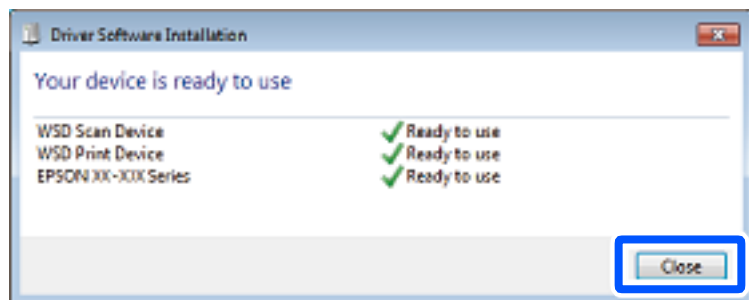 Driver Software Installation
Your device is ready to use
WSD Scan Device Ready to use
WSD Print Device Ready to use
EPSON XX-XXX Series Ready to use
Close